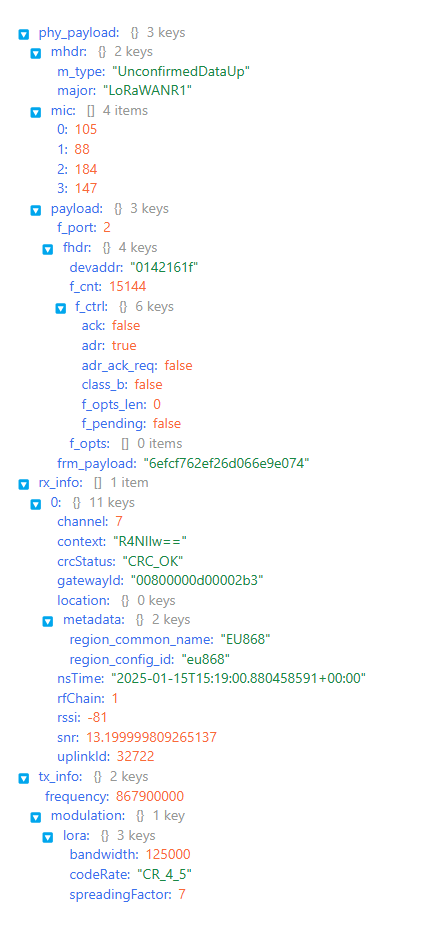 phy_payload: {} 3 keys
mhdr: {} 2 keys
m_type: "UnconfirmedDataUp"
major: "LoRaWANR1"
mic: [] 4 items
0: 105
1: 88
2: 184
3: 147
payload: {} 3 keys
f_port: 2
fhdr: {} 4 keys
devaddr: "0142161f"
f_cnt: 15144
f_ctrl: {} 6 keys
ack: false
adr: true
adr_ack_req: false
class_b: false
f_opts_len: 0
f_pending: false
f_opts: [] 0 items
frm_payload: "6efcf762ef26d066e9e074"
rx_info: [] 1 item
0: {} 11 keys
channel: 7
context: "R4NIlw=="
crcStatus: "CRC_OK"
gatewayId: "00800000d00002b3"
location: {} 0 keys
metadata: {} 2 keys
region_common_name: "EU868"
region_config_id: "eu868"
nsTime: "2025-01-15T15:19:00.880458591+00:00"
rfChain: 1
rssi: -81
snr: 13.199999809265137
uplinkId: 32722
tx_info: {} 2 keys
frequency: 867900000
modulation: {} 1 key
lora: {} 3 keys
bandwidth: 125000
codeRate: "CR_4_5"
spreadingFactor: 7